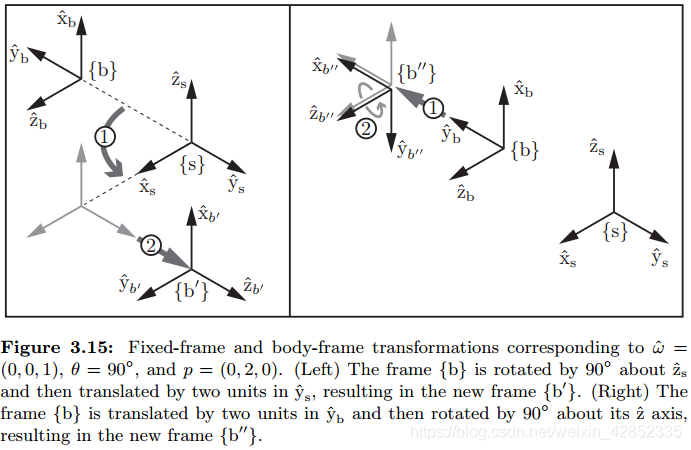 x̂b
ŷb
{b}
ẑb
ẑs
1
x̂s
{s}
ŷs
2
x̂b′
ŷb′
{b′}
ẑb′
x̂b′′
{b′′}
ẑb′′
1
2
ŷb
x̂b
ŷb′′
{b}
ẑb
ẑs
{s}
x̂s
ŷs
Figure 3.15: Fixed-frame and body-frame transformations corresponding to ω̂ =
(0, 0, 1), θ = 90°, and p = (0, 2, 0). (Left) The frame {b} is rotated by 90° about ẑs
and then translated by two units in ŷs, resulting in the new frame {b′}. (Right) The
frame {b} is translated by two units in ŷb and then rotated by 90° about its ẑ axis,
resulting in the new frame {b′′}.
https://blog.csdn.net/weixin_42852335